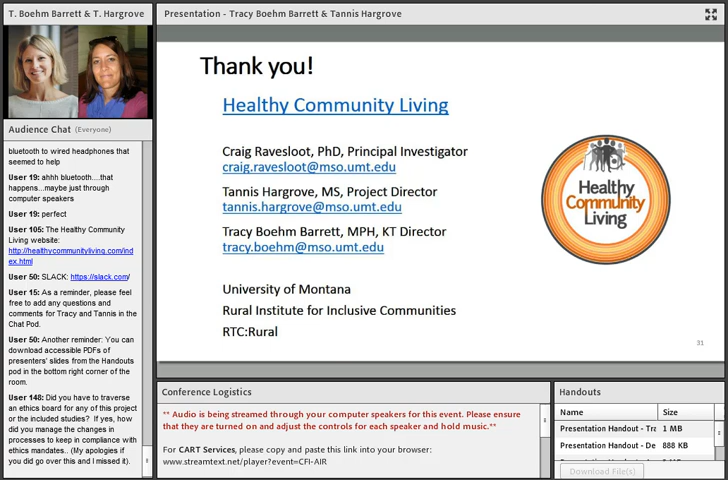 T. Boehm Barrett & T. Hargrove
Presentation - Tracy Boehm Barrett & Tannis Hargrove
Audience Chat (Everyone)
bluetooth to wired headphones that
seemed to help
User 19: ahhh bluetooth....that
happens...maybe just through
computer speakers
User 19: perfect
User 105: The Healthy Community
Living website:
http://healthycommunityliving.com/ind
ex.html
User 50: SLACK: https://slack.com/
User 15: As a reminder, please feel
free to add any questions and
comments for Tracy and Tannis in the
Chat Pod.
User 50: Another reminder: You can
download accessible PDFs of
presenters' slides from the Handouts
pod in the bottom right corner of the
room.
User 148: Did you have to traverse
an ethics board for any of this project
or the included studies? If yes, how
did you manage the changes in
processes to keep in compliance with
ethics mandates.. (My apologies if
you did go over this and I missed it).
Thank you!
Healthy Community Living
Craig Ravesloot, PhD, Principal Investigator
craig.ravesloot@mso.umt.edu
Tannis Hargrove, MS, Project Director
tannis.hargrove@mso.umt.edu
Tracy Boehm Barrett, MPH, KT Director
tracy.boehm@mso.umt.edu
University of Montana
Rural Institute for Inclusive Communities
RTC:Rural
Healthy
Community
Living
31
Conference Logistics
** Audio is being streamed through your computer speakers for this event. Please ensure
that they are turned on and adjust the controls for each speaker and hold music.**
For CART Services, please copy and paste this link into your browser:
www.streamtext.net/player?event=CFI-AIR
Handouts
Name Size
Presentation Handout - Tra 1 MB
Presentation Handout - De 888 KB
Download File(s)